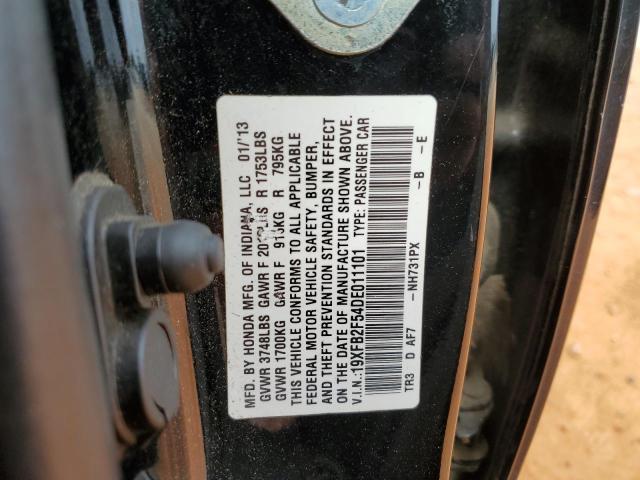 MFD. BY HONDA MFG. OF INDIANA, LLC 01/'13
GVWR 3748LBS GAWR F R 1753LBS
GVWR 1700KG GAWR F R 795KG
THIS VEHICLE CONFORMS TO ALL APPLICABLE
FEDERAL MOTOR VEHICLE SAFETY, BUMPER,
AND THEFT PREVENTION STANDARDS IN EFFECT
ON THE DATE OF MANUFACTURE SHOWN ABOVE.
V.I.N.:19XFB2F54DE011101 TYPE: PASSENGER CAR
-NH731PX -B -E
TR3 D AF7